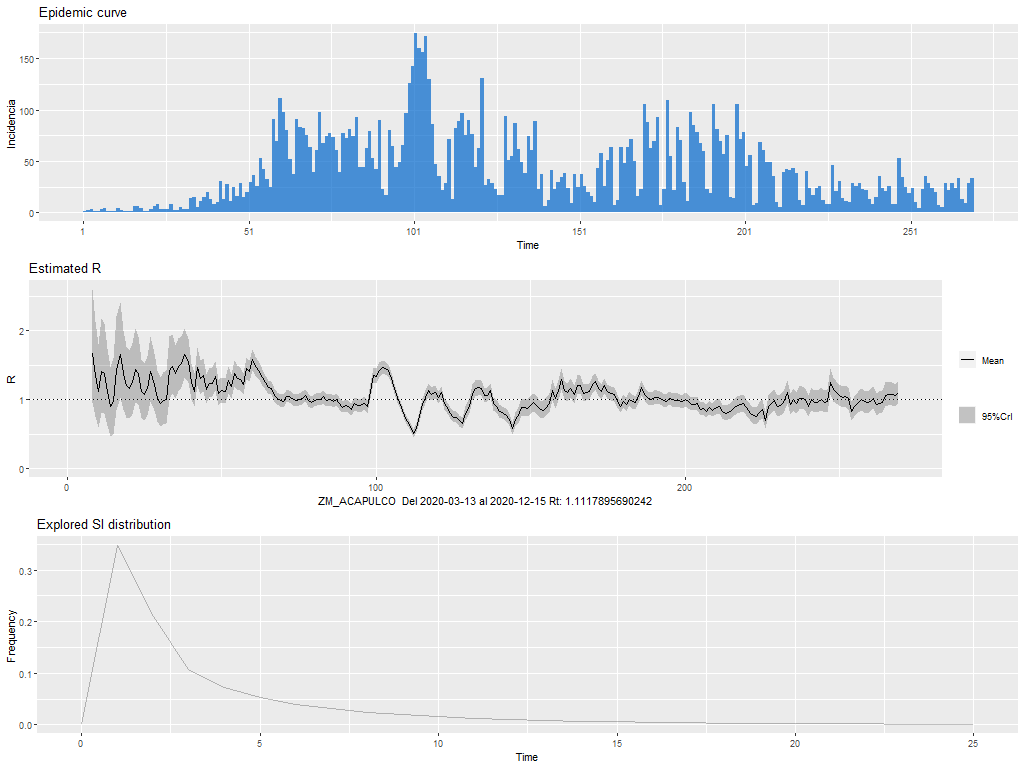 Epidemic curve
150
100
50
0
Incidencia
1
51
101
151
201
251
Time
Estimated R
2
1
0
R
0
100
200
Mean
95%CrI
ZM_ACAPULCO Del 2020-03-13 al 2020-12-15 Rt: 1.1117895690242
Explored SI distribution
0.3
0.2
0.1
0.0
Frequency
0
5
10
15
20
25
Time